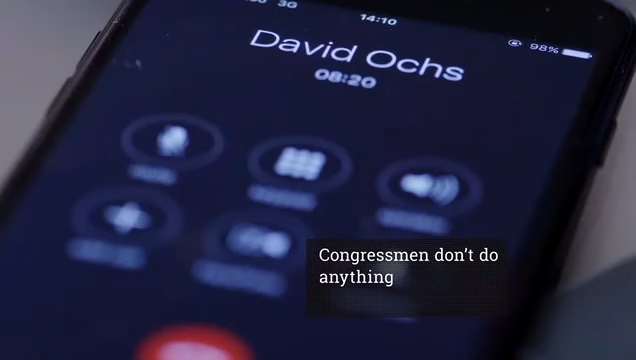 3G
14:10
98%
David Ochs
08:20
Congressmen don't do
anything